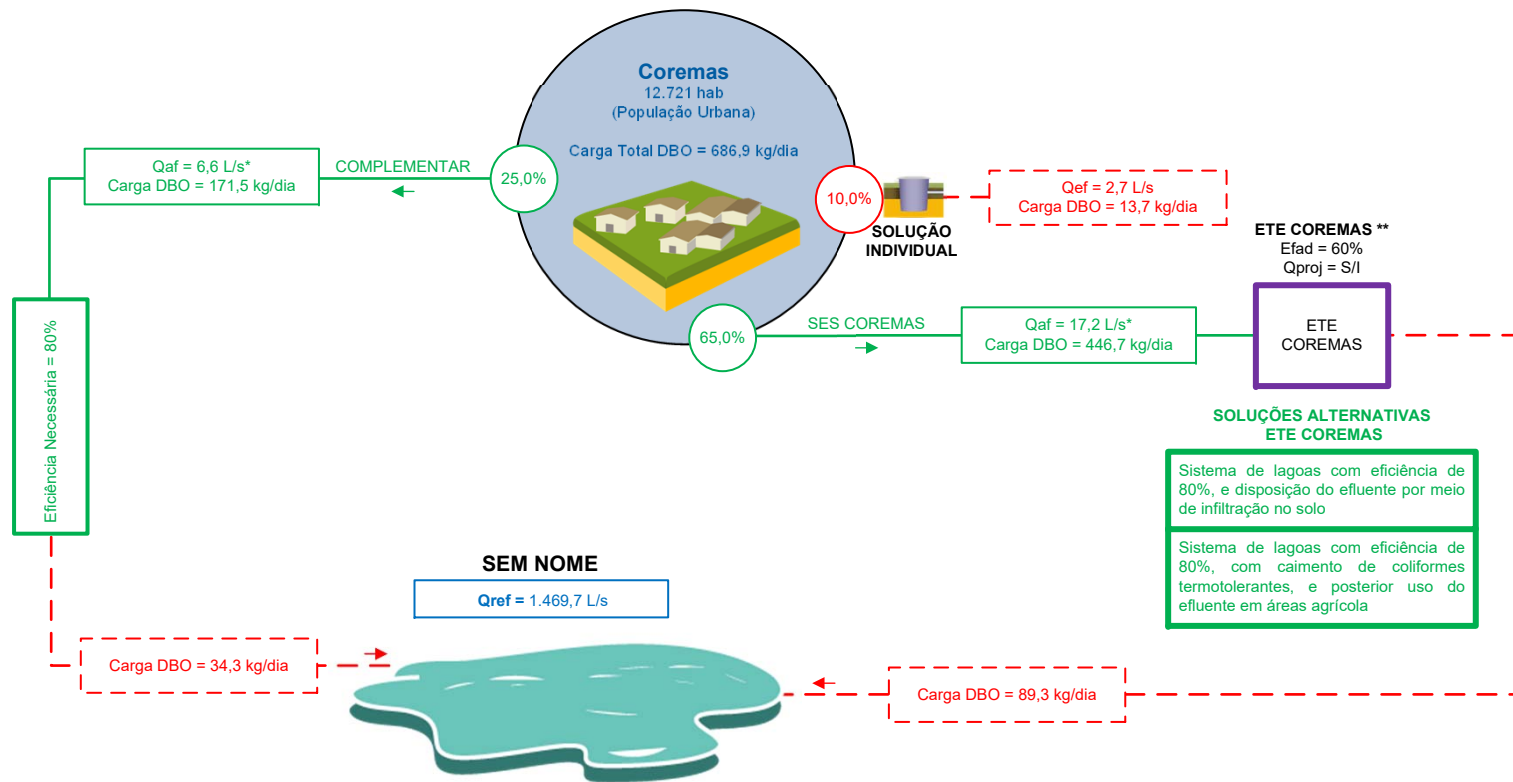 Coremas
12.721 hab
(População Urbana)
Carga Total DBO = 686,9 kg/dia
Qaf = 6,6 L/s*
Carga DBO = 171,5 kg/dia
COMPLEMENTAR
25,0%
10,0%
SOLUÇÃO
INDIVIDUAL
Qef = 2,7 L/s
Carga DBO = 13,7 kg/dia
ETE COREMAS **
Efad = 60%
Qproj = S/I
65,0%
SES COREMAS
Qaf = 17,2 L/s*
Carga DBO = 446,7 kg/dia
ETE
COREMAS
Eficiência Necessária = 80%
SOLUÇÕES ALTERNATIVAS
ETE COREMAS
Sistema de lagoas com eficiência de
80%, e disposição do efluente por meio
de infiltração no solo
Sistema de lagoas com eficiência de
80%, com caimento de coliformes
termotolerantes, e posterior uso do
efluente em áreas agrícola
SEM NOME
Qref = 1.469,7 L/s
Carga DBO = 34,3 kg/dia
Carga DBO = 89,3 kg/dia